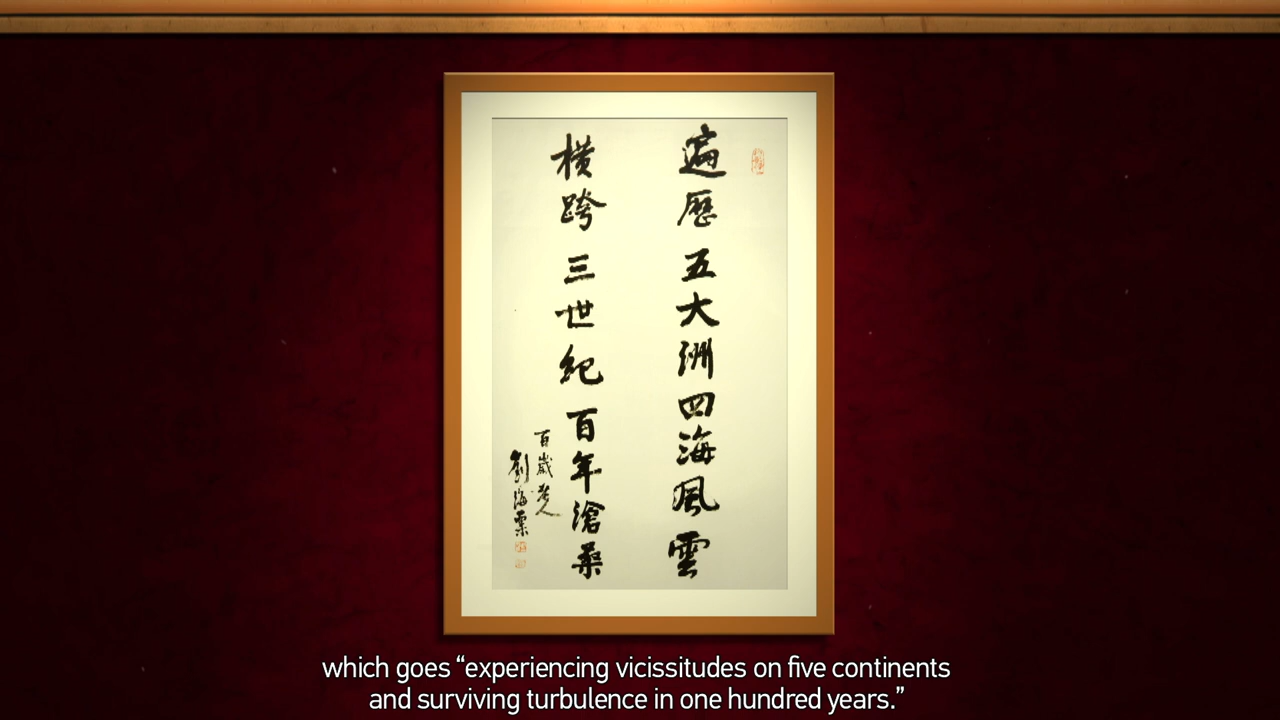 遍歷五大洲四海風雲
橫跨三世紀百年滄桑
百歲老人
劉海粟
which goes “experiencing vicissitudes on five continents
and surviving turbulence in one hundred years.”